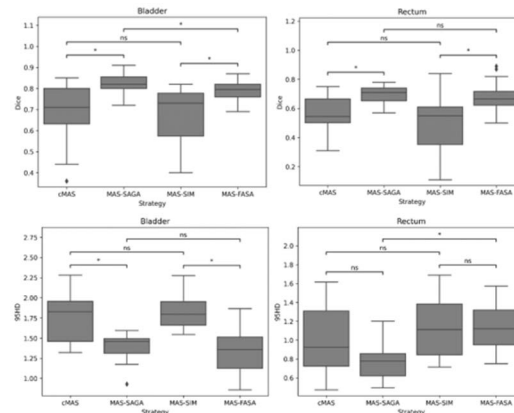 Bladder
*
ns
*
*
Dice
0.9
0.8
0.7
0.6
0.5
0.4
cMAS MAS-SAGA MAS-SIM MAS-FASA
Strategy
Rectum
ns
ns
*
*
Dice
1.2
1.0
0.8
0.6
0.4
0.2
cMAS MAS-SAGA MAS-SIM MAS-FASA
Strategy
Bladder
ns
ns
*
*
95HD
2.75
2.50
2.25
2.00
1.75
1.50
1.25
1.00
cMAS MAS-SAGA MAS-SIM MAS-FASA
Strategy
Rectum
*
ns
ns
ns
95HD
2.0
1.8
1.6
1.4
1.2
1.0
0.8
0.6
cMAS MAS-SAGA MAS-SIM MAS-FASA
Strategy